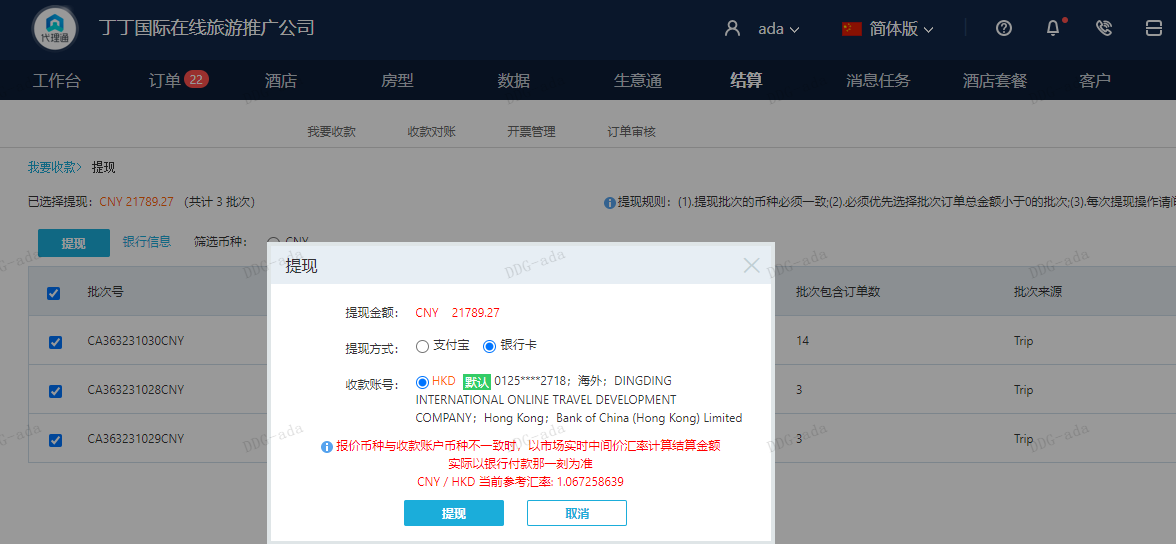 代理通
丁丁国际在线旅游推广公司
ada
简体版
工作台 订单 22 酒店 房型 数据 生意通 结算 消息任务 酒店套餐 客户
我要收款 收款对账 开票管理 订单审核
我要收款> 提现
已选择提现: CNY 21789.27 (共计 3 批次)
提现规则: (1).提现批次的币种必须一致;(2).必须优先选择批次订单总金额小于0的批次;(3).每次提现操作请间
提现 银行信息 筛选币种: CNY
批次号 批次包含订单数 批次来源
CA363231030CNY 14 Trip
CA363231028CNY 3 Trip
CA363231029CNY 3 Trip
提现
提现金额: CNY 21789.27
提现方式: 支付宝 银行卡
收款账号: HKD 默认 0125****2718; 海外; DINGDING
INTERNATIONAL ONLINE TRAVEL DEVELOPMENT
COMPANY; Hong Kong; Bank of China (Hong Kong) Limited
报价币种与收款账户币种不一致时，以市场实时中间价汇率计算结算金额
实际以银行付款那一刻为准
CNY / HKD 当前参考汇率: 1.067258639
提现 取消
DDG-ada
DDG-ada
DDG-ada
DDG-ada
DDG-ada
DDG-ada